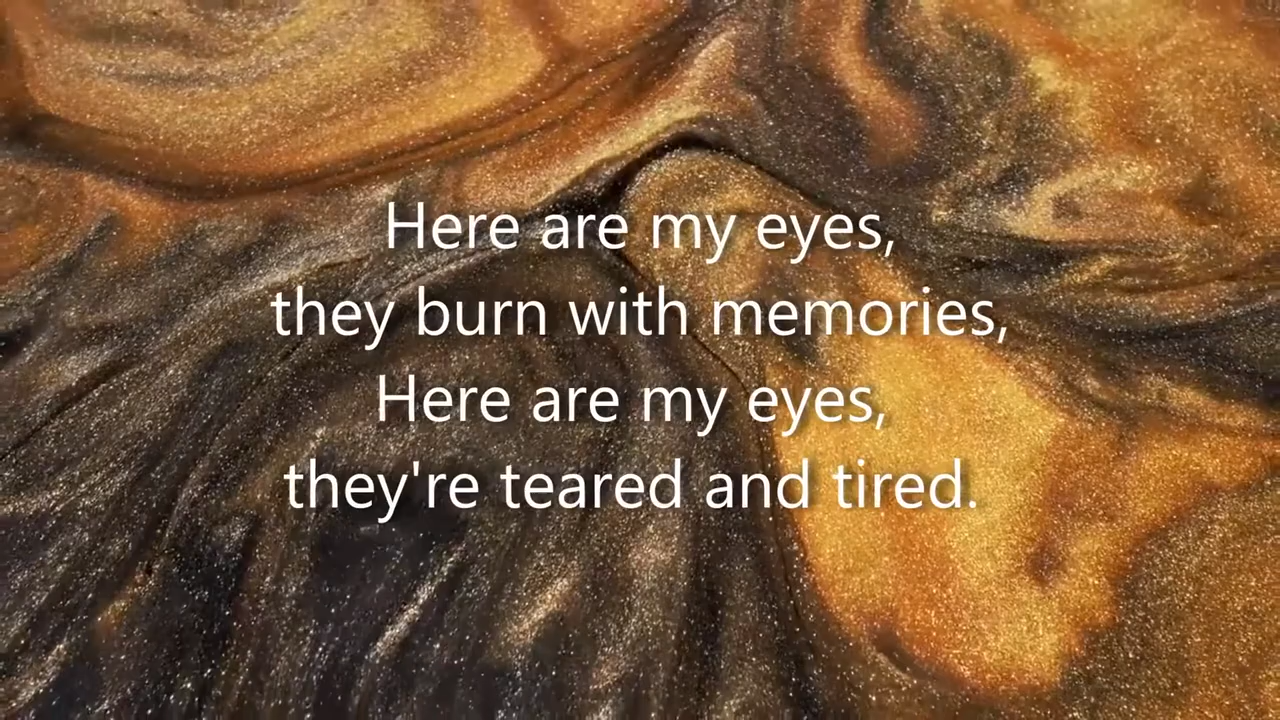 Here are my eyes,
they burn with memories,
Here are my eyes,
they're teared and tired.